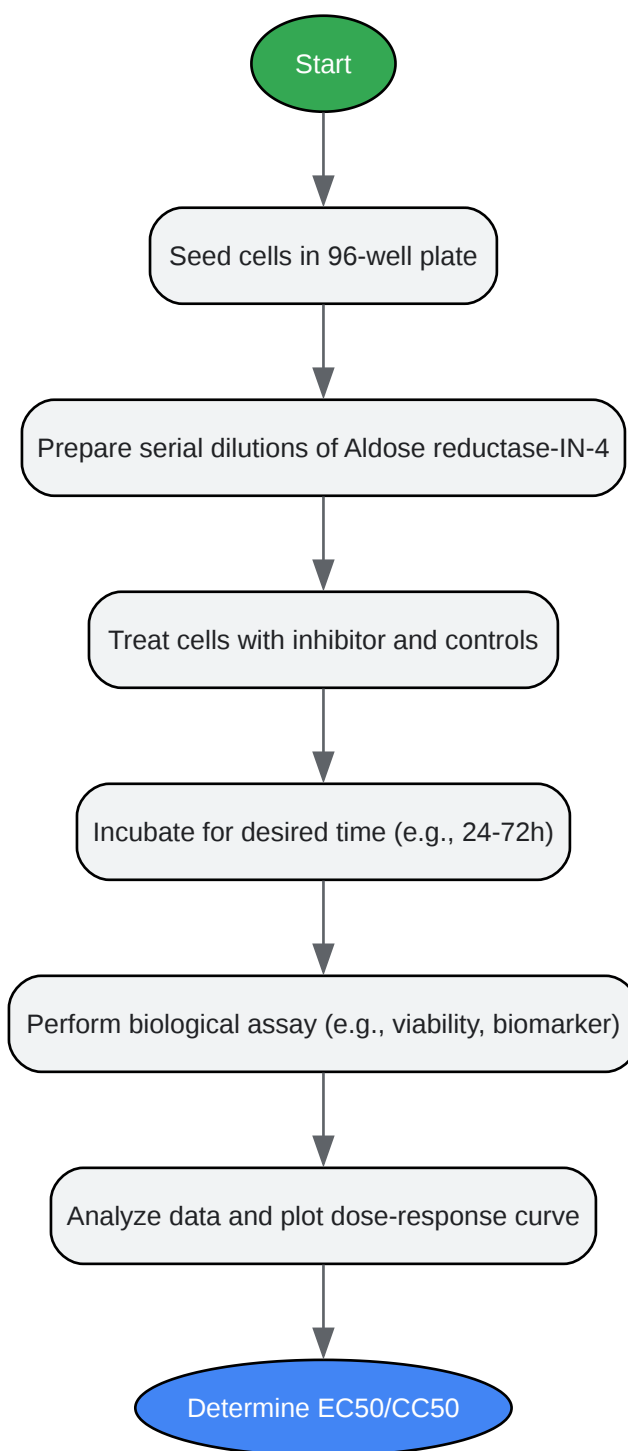 Start
Seed cells in 96-well plate
Prepare serial dilutions of Aldose reductase-IN-4
Treat cells with inhibitor and controls
Incubate for desired time (e.g., 24-72h)
Perform biological assay (e.g., viability, biomarker)
Analyze data and plot dose-response curve
Determine EC50/CC50